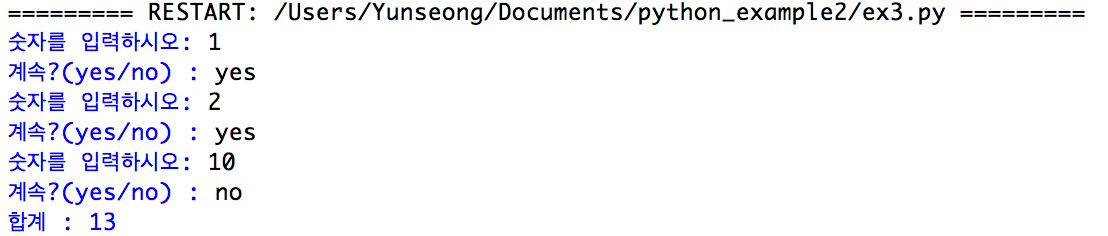 ========= RESTART: /Users/Yunseong/Documents/python_example2/ex3.py =========
숫자를 입력하시오: 1
계속?(yes/no) : yes
숫자를 입력하시오: 2
계속?(yes/no) : yes
숫자를 입력하시오: 10
계속?(yes/no) : no
합계 : 13